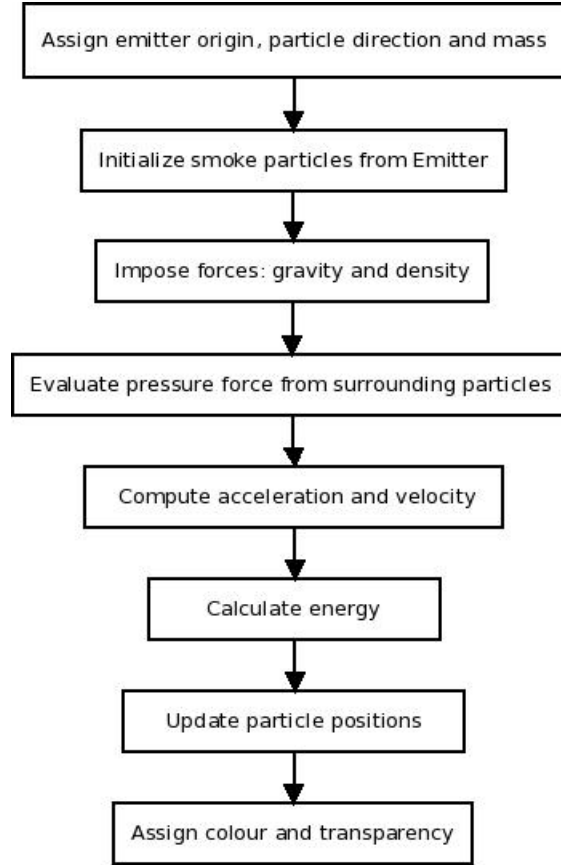 Assign emitter origin, particle direction and mass
Initialize smoke particles from Emitter
Impose forces: gravity and density
Evaluate pressure force from surrounding particles
Compute acceleration and velocity
Calculate energy
Update particle positions
Assign colour and transparency